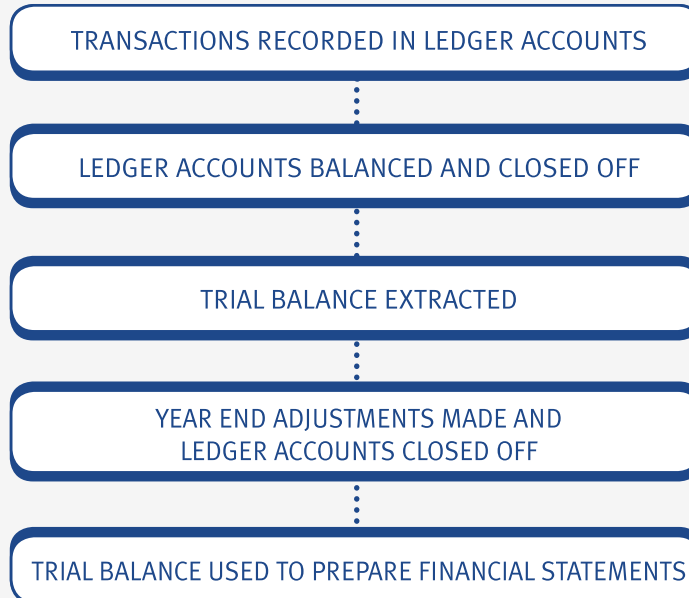 TRANSACTIONS RECORDED IN LEDGER ACCOUNTS
LEDGER ACCOUNTS BALANCED AND CLOSED OFF
TRIAL BALANCE EXTRACTED
YEAR END ADJUSTMENTS MADE AND
LEDGER ACCOUNTS CLOSED OFF
TRIAL BALANCE USED TO PREPARE FINANCIAL STATEMENTS